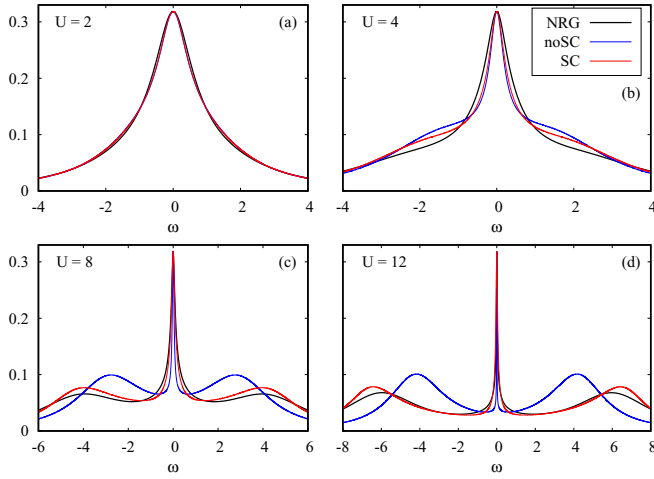 U = 2 (a)
0.3
0.2
0.1
0
-4 -2 0 2 4
ω
U = 4
NRG
noSC
SC
(b)
-4 -2 0 2 4
ω
U = 8 (c)
0.3
0.2
0.1
0
-6 -4 -2 0 2 4 6
ω
U = 12 (d)
-8 -6 -4 -2 0 2 4 6 8
ω